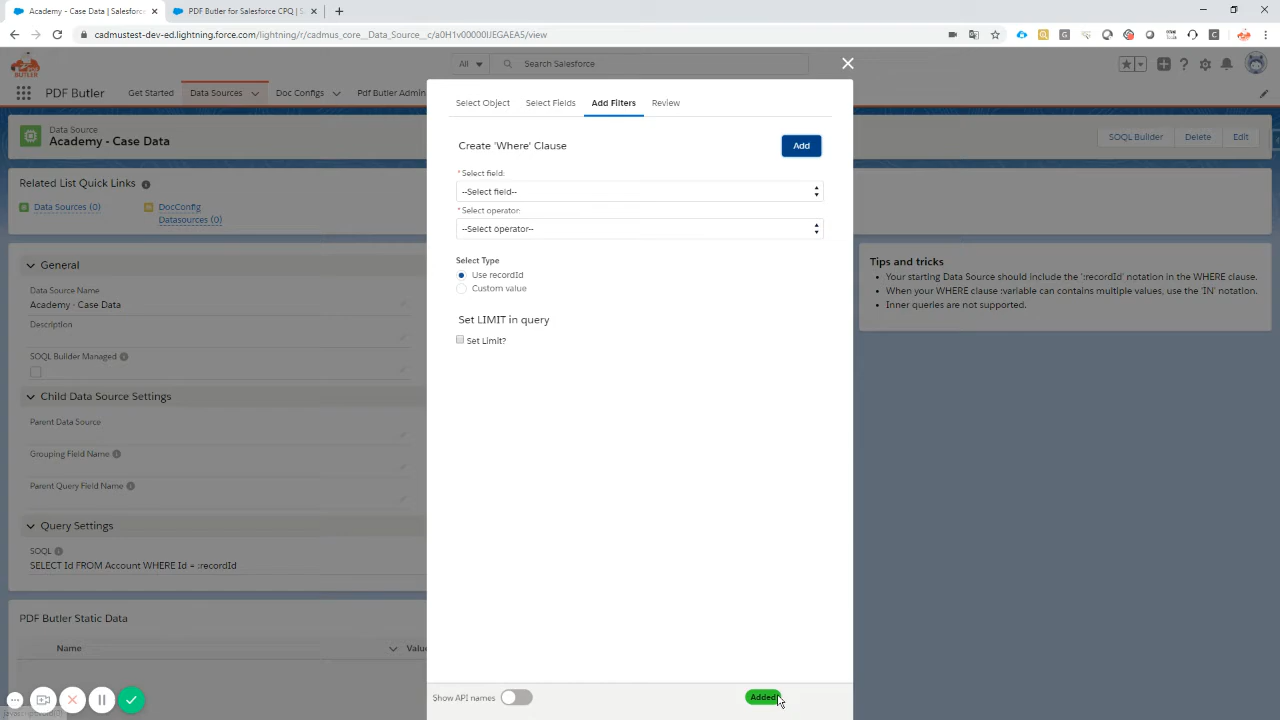 Academy - Case Data | Salesforce
PDF Butler for Salesforce CPQ | S
cadmustest-dev-ed.lightning.force.com/lightning/r/cadmus_core__Data_Source__c/a0H1v00000IJEGAEAS/view
BUTLER
All
Search Salesforce
PDF Butler
Get Started
Data Sources
Doc Configs
Pdf Butler Admin
Data Source
Academy - Case Data
SOQL Builder
Delete
Edit
Related List Quick Links
Data Sources (0)
DocConfig
Datasources (0)
General
Data Source Name
Academy - Case Data
Description
SOQL Builder Managed
Child Data Source Settings
Parent Data Source
Grouping Field Name
Parent Query Field Name
Query Settings
SOQL
SELECT Id FROM Account WHERE Id = :recordId
PDF Butler Static Data
Name
Value
Select Object
Select Fields
Add Filters
Review
Create 'Where' Clause
Add
* Select field:
--Select field--
* Select operator:
--Select operator--
Select Type
Use recordId
Custom value
Set LIMIT in query
Set Limit?
Show API names
Added!
Tips and tricks
Your starting Data Source should include the ':recordId' notation in the WHERE clause.
When your WHERE clause :variable can contains multiple values, use the 'IN' notation.
Inner queries are not supported.